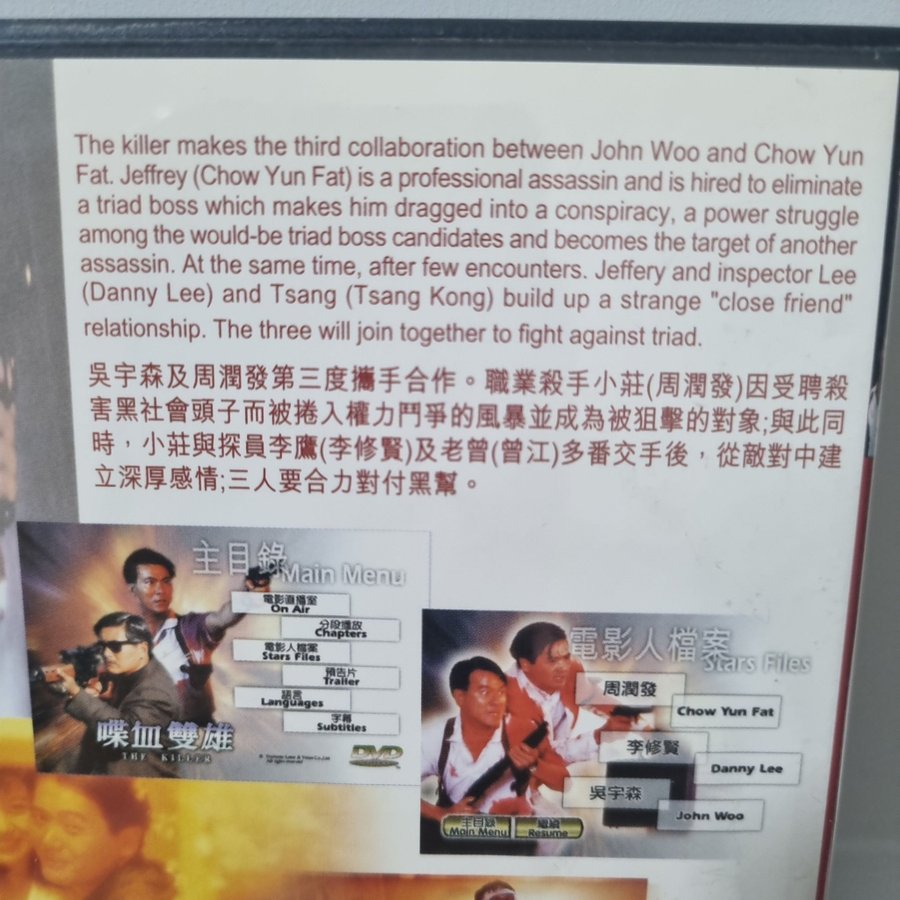 The killer makes the third collaboration between John Woo and Chow Yun
Fat. Jeffrey (Chow Yun Fat) is a professional assassin and is hired to eliminate
a triad boss which makes him dragged into a conspiracy, a power struggle
among the would-be triad boss candidates and becomes the target of another
assassin. At the same time, after few encounters. Jeffery and inspector Lee
(Danny Lee) and Tsang (Tsang Kong) build up a strange "close friend"
relationship. The three will join together to fight against triad.
吳宇森及周潤發第三度攜手合作。職業殺手小莊(周潤發)因受聘殺
害黑社會頭子而被捲入權力鬥爭的風暴並成為被狙擊的對象;與此同
時，小莊與探員李鷹(李修賢)及老曾(曾江)多番交手後，從敵對中建
立深厚感情;三人要合力對付黑幫。
主目錄
Main Menu
電影直播室
On Air
分段播放
Chapters
電影人檔案
Stars Files
預告片
Trailer
語言
Languages
字幕
Subtitles
喋血雙雄
THE KILLER
All rights reserved
DVD
電影人檔案
Stars Files
周潤發
Chow Yun Fat
李修賢
Danny Lee
吳宇森
John Woo
主目錄
Main Menu
繼續
Resume